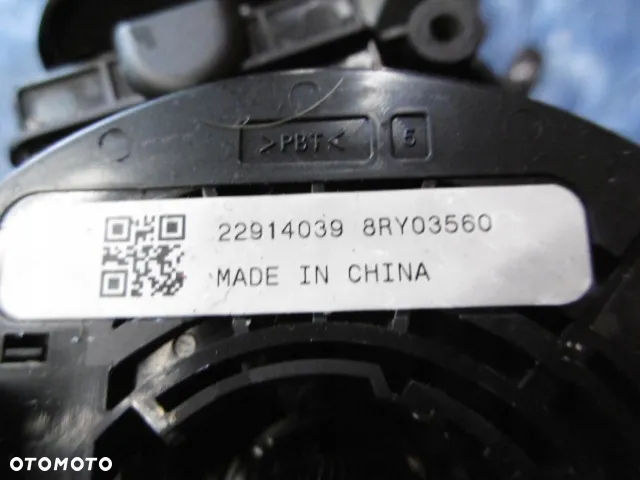 >PBT< 5
22914039 8RY03560
MADE IN CHINA
OTOMOTO